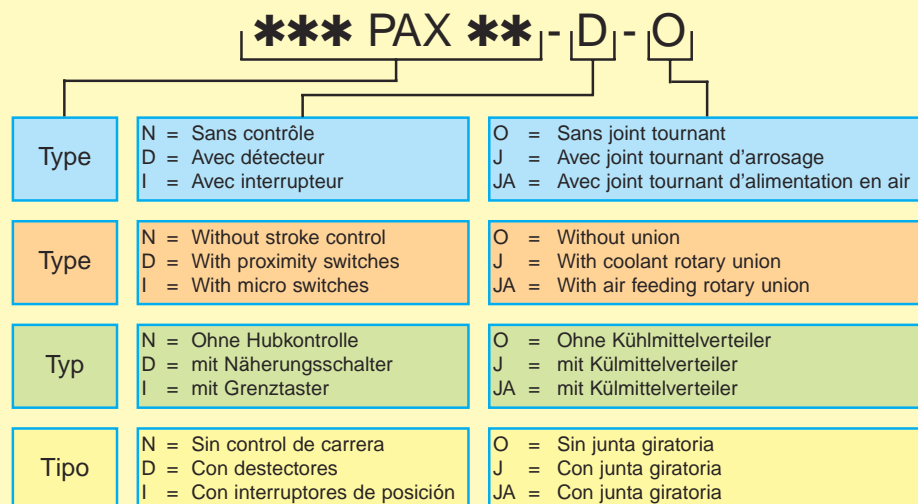 ✱✱✱ PAX ✱✱ - D - O
Type
N = Sans contrôle
D = Avec détecteur
I = Avec interrupteur
O = Sans joint tournant
J = Avec joint tournant d'arrosage
JA = Avec joint tournant d'alimentation en air
Type
N = Without stroke control
D = With proximity switches
I = With micro switches
O = Without union
J = With coolant rotary union
JA = With air feeding rotary union
Typ
N = Ohne Hubkontrolle
D = mit Näherungsschalter
I = mit Grenztaster
O = Ohne Kühlmittelverteiler
J = mit Külmittelverteiler
JA = mit Külmittelverteiler
Tipo
N = Sin control de carrera
D = Con destectores
I = Con interruptores de posición
O = Sin junta giratoria
J = Con junta giratoria
JA = Con junta giratoria